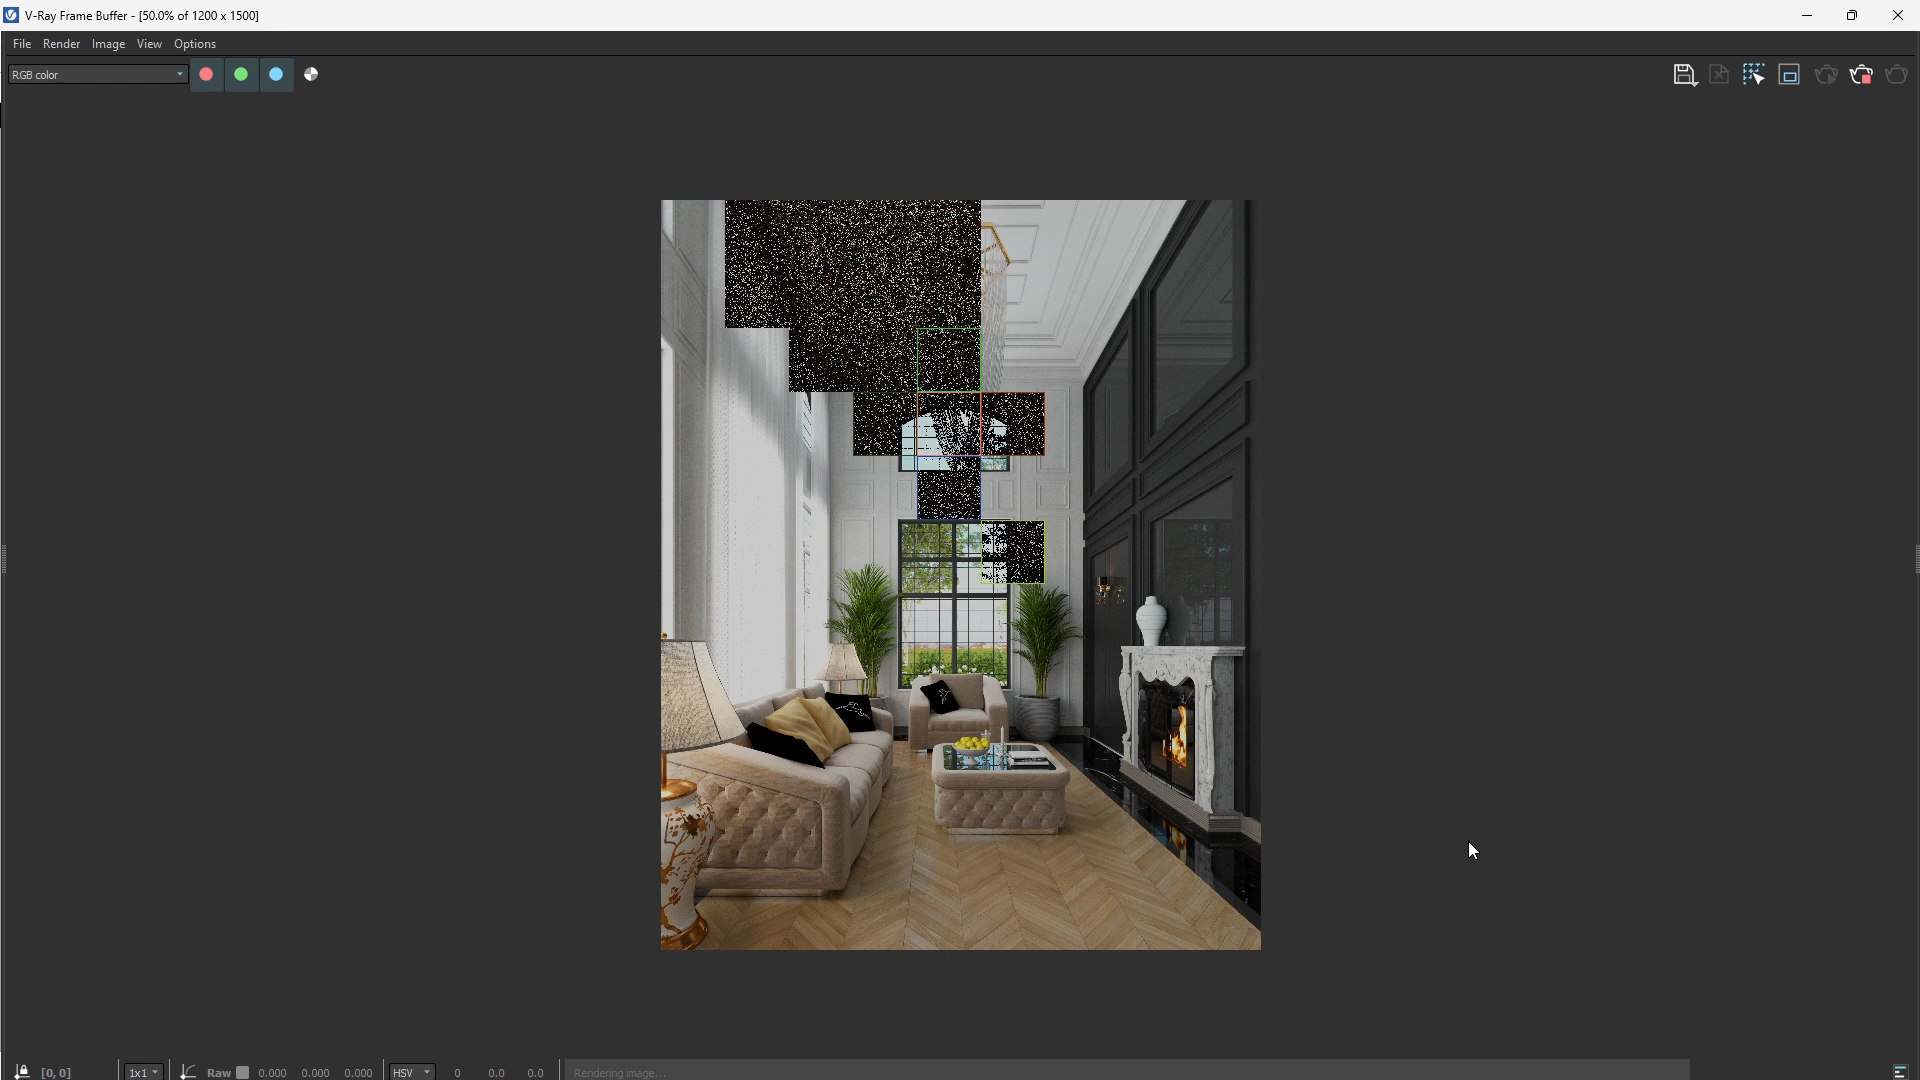 V-Ray Frame Buffer - [50.0% of 1200 x 1500]
File Render Image View Options
RGB color
[0, 0] 1x1 Raw 0.000 0.000 0.000 HSV 0 0.0 0.0 Rendering image...